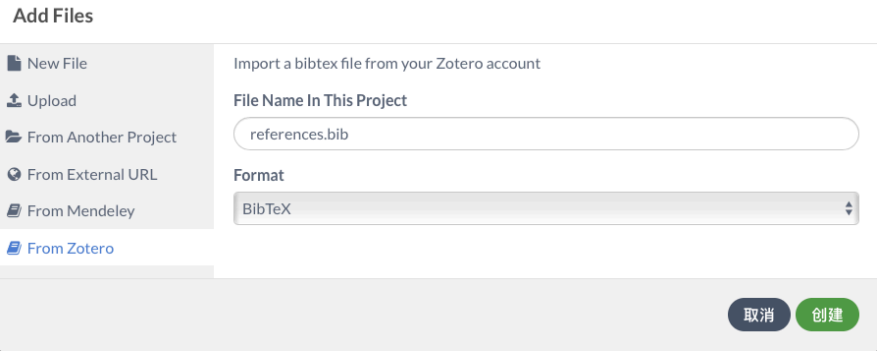 Add Files
New File
Upload
From Another Project
From External URL
From Mendeley
From Zotero
Import a bibtex file from your Zotero account
File Name In This Project
references.bib
Format
BibTeX
取消
创建